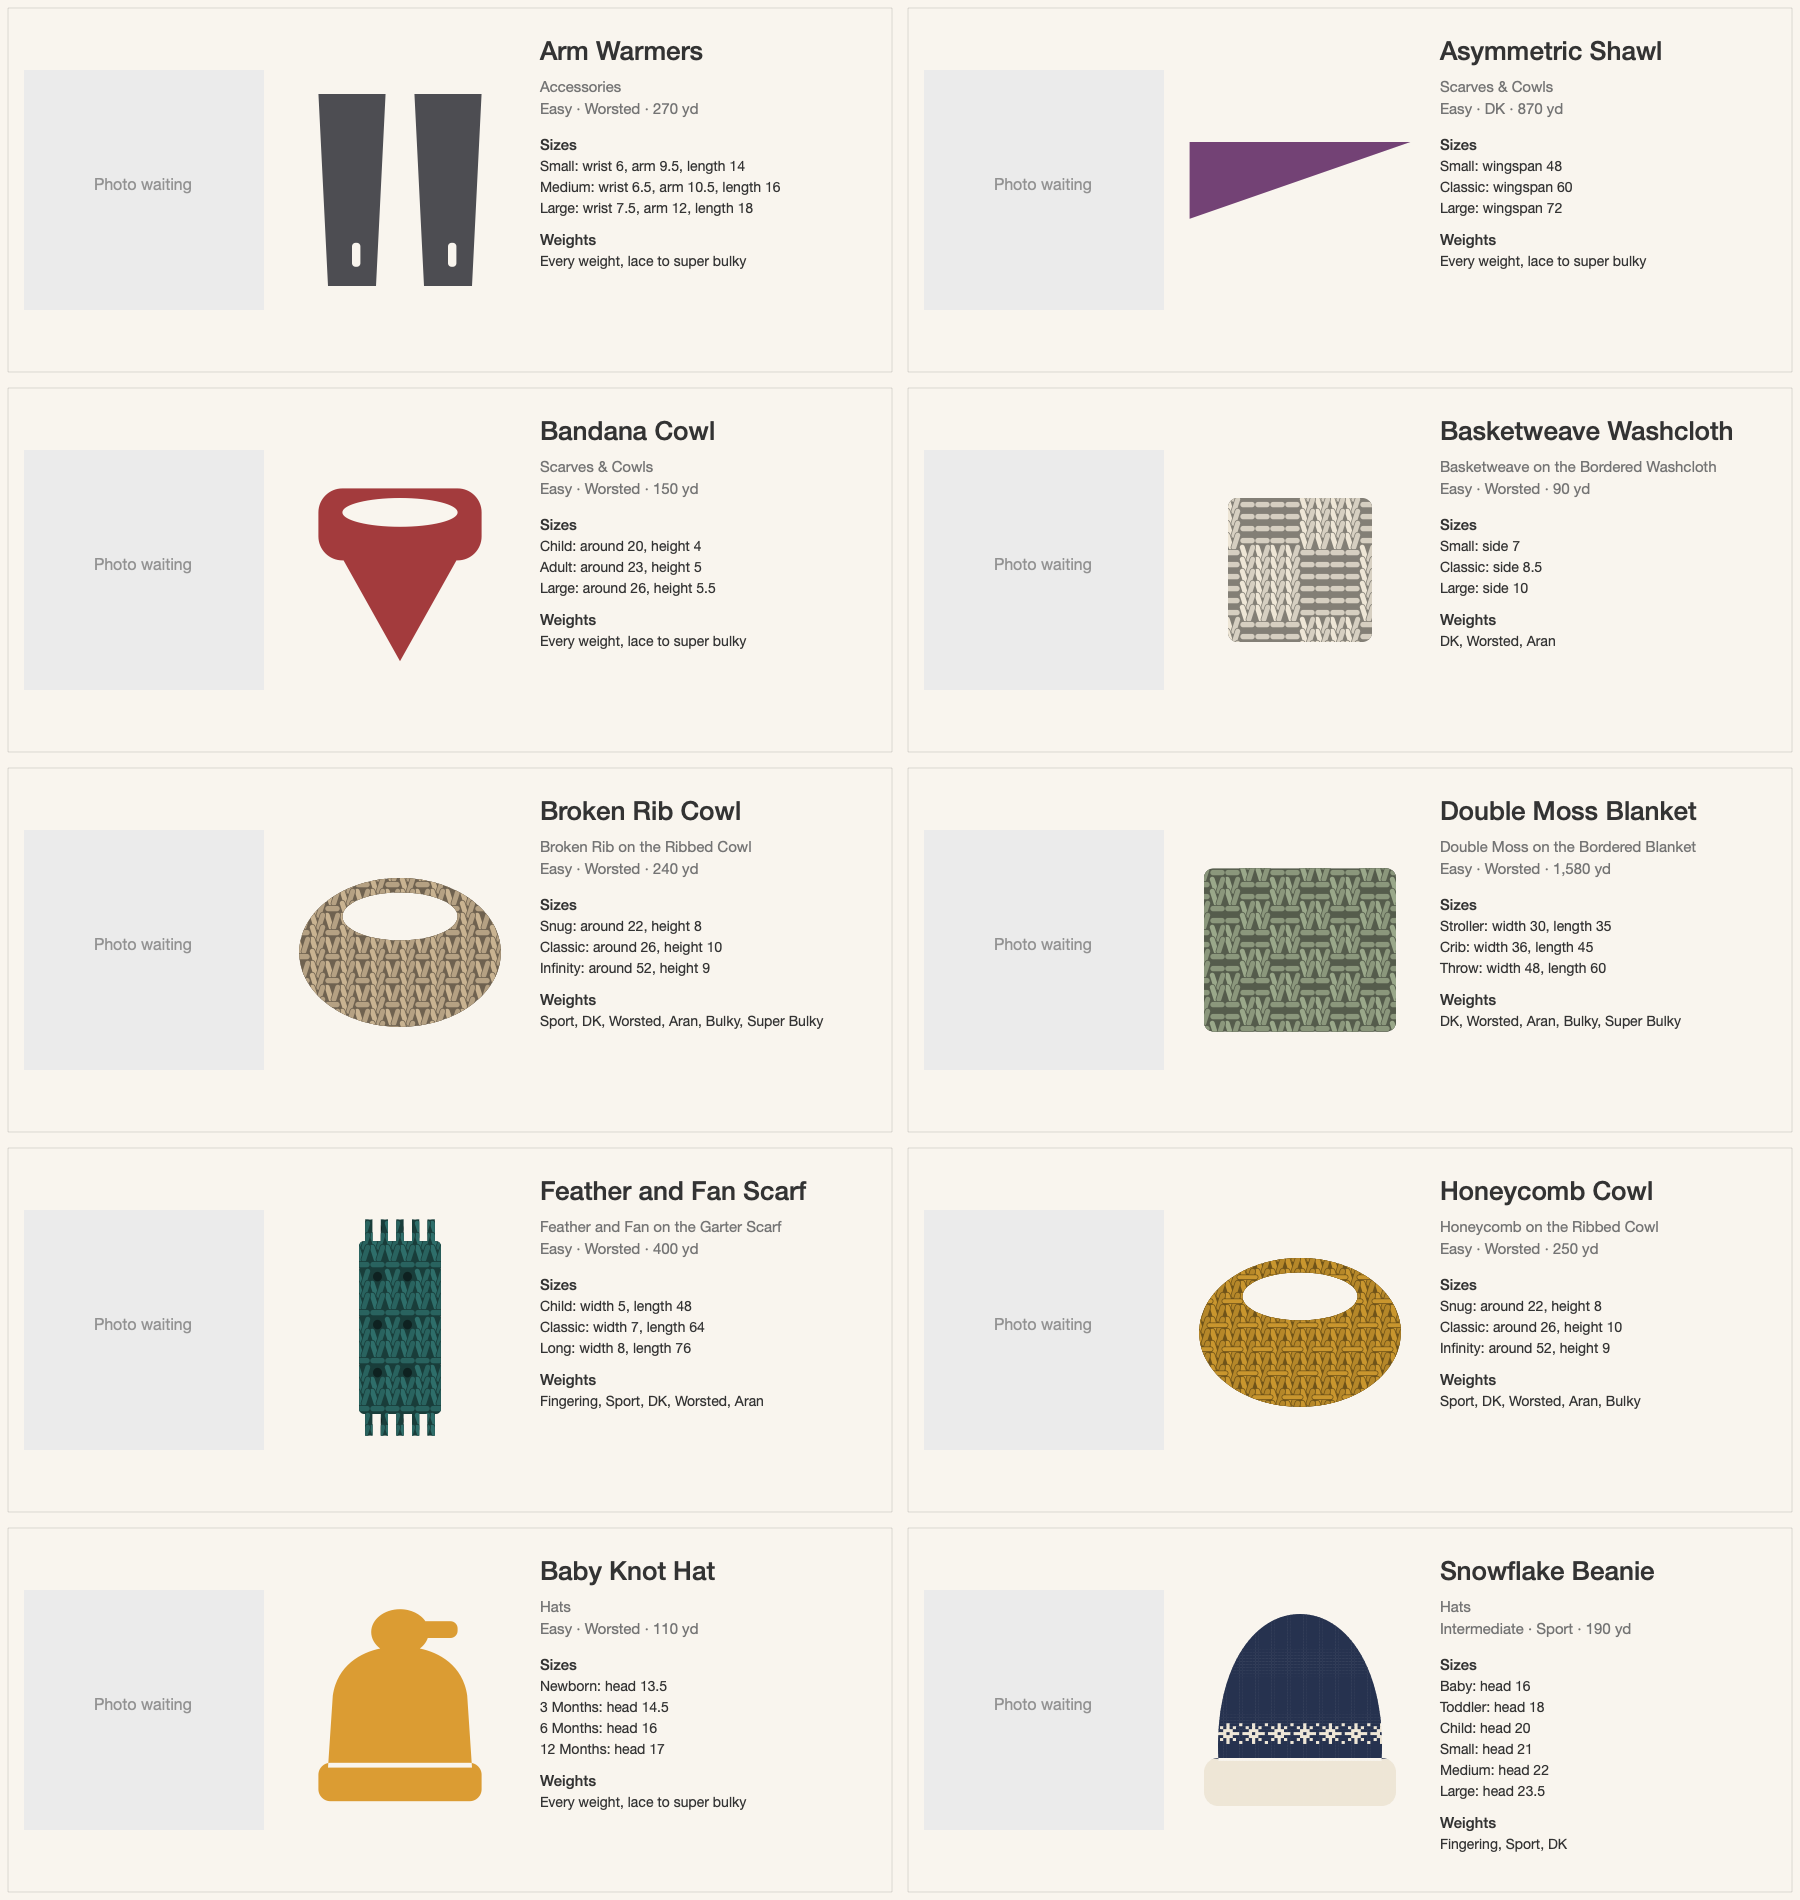 Photo waiting
Arm Warmers
Accessories
Easy · Worsted · 270 yd
Sizes
Small: wrist 6, arm 9.5, length 14
Medium: wrist 6.5, arm 10.5, length 16
Large: wrist 7.5, arm 12, length 18
Weights
Every weight, lace to super bulky
Photo waiting
Asymmetric Shawl
Scarves & Cowls
Easy · DK · 870 yd
Sizes
Small: wingspan 48
Classic: wingspan 60
Large: wingspan 72
Weights
Every weight, lace to super bulky
Photo waiting
Bandana Cowl
Scarves & Cowls
Easy · Worsted · 150 yd
Sizes
Child: around 20, height 4
Adult: around 23, height 5
Large: around 26, height 5.5
Weights
Every weight, lace to super bulky
Photo waiting
Basketweave Washcloth
Basketweave on the Bordered Washcloth
Easy · Worsted · 90 yd
Sizes
Small: side 7
Classic: side 8.5
Large: side 10
Weights
DK, Worsted, Aran
Photo waiting
Broken Rib Cowl
Broken Rib on the Ribbed Cowl
Easy · Worsted · 240 yd
Sizes
Snug: around 22, height 8
Classic: around 26, height 10
Infinity: around 52, height 9
Weights
Sport, DK, Worsted, Aran, Bulky, Super Bulky
Photo waiting
Double Moss Blanket
Double Moss on the Bordered Blanket
Easy · Worsted · 1,580 yd
Sizes
Stroller: width 30, length 35
Crib: width 36, length 45
Throw: width 48, length 60
Weights
DK, Worsted, Aran, Bulky, Super Bulky
Photo waiting
Feather and Fan Scarf
Feather and Fan on the Garter Scarf
Easy · Worsted · 400 yd
Sizes
Child: width 5, length 48
Classic: width 7, length 64
Long: width 8, length 76
Weights
Fingering, Sport, DK, Worsted, Aran
Photo waiting
Honeycomb Cowl
Honeycomb on the Ribbed Cowl
Easy · Worsted · 250 yd
Sizes
Snug: around 22, height 8
Classic: around 26, height 10
Infinity: around 52, height 9
Weights
Sport, DK, Worsted, Aran, Bulky
Photo waiting
Baby Knot Hat
Hats
Easy · Worsted · 110 yd
Sizes
Newborn: head 13.5
3 Months: head 14.5
6 Months: head 16
12 Months: head 17
Weights
Every weight, lace to super bulky
Photo waiting
Snowflake Beanie
Hats
Intermediate · Sport · 190 yd
Sizes
Baby: head 16
Toddler: head 18
Child: head 20
Small: head 21
Medium: head 22
Large: head 23.5
Weights
Fingering, Sport, DK